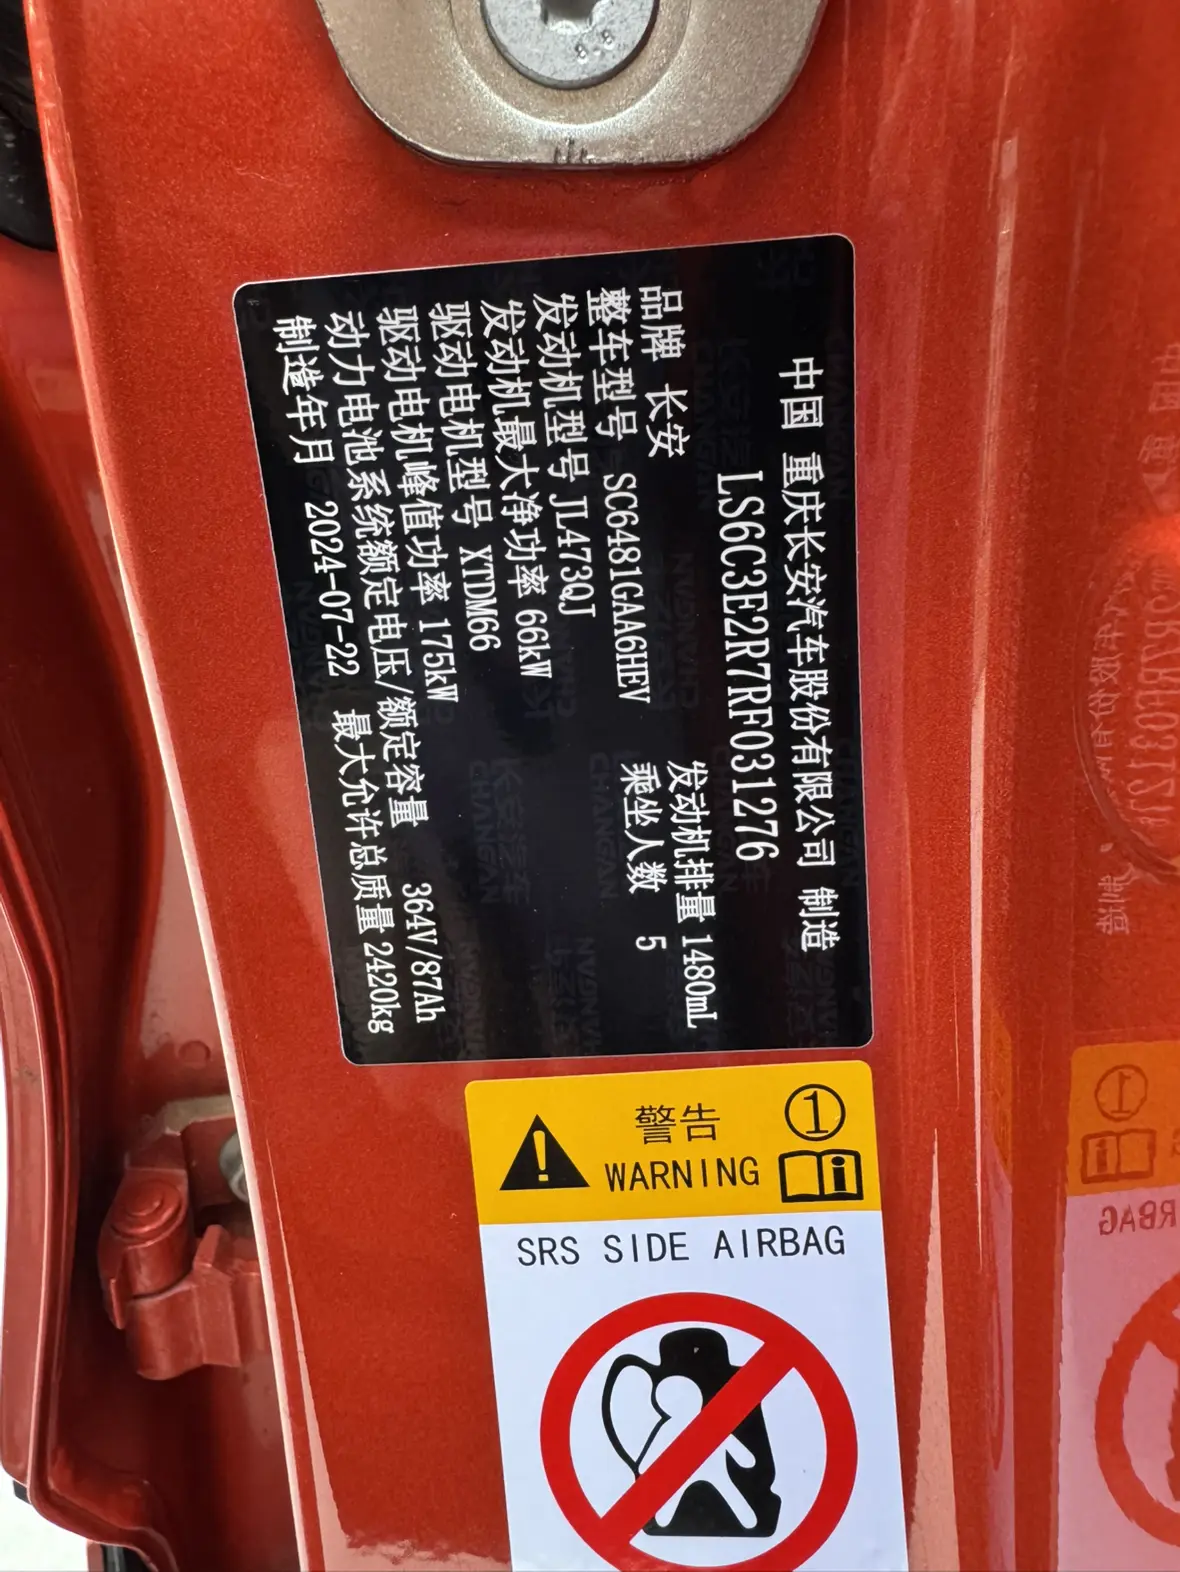 8.8
中国 重庆长安汽车股份有限公司 制造
LS6C3E2R7RF031276
品牌 长安
整车型号 SC6481GAA6HEV 发动机排量 1480mL
发动机型号 JL473QJ 乘坐人数 5
发动机最大净功率 66kW
驱动电机型号 XTDM66
驱动电机峰值功率 175kW
动力电池系统额定电压/额定容量 364V/87Ah
制造年月 2024-07-22 最大允许总质量 2420kg
警告 1
WARNING
SRS SIDE AIRBAG